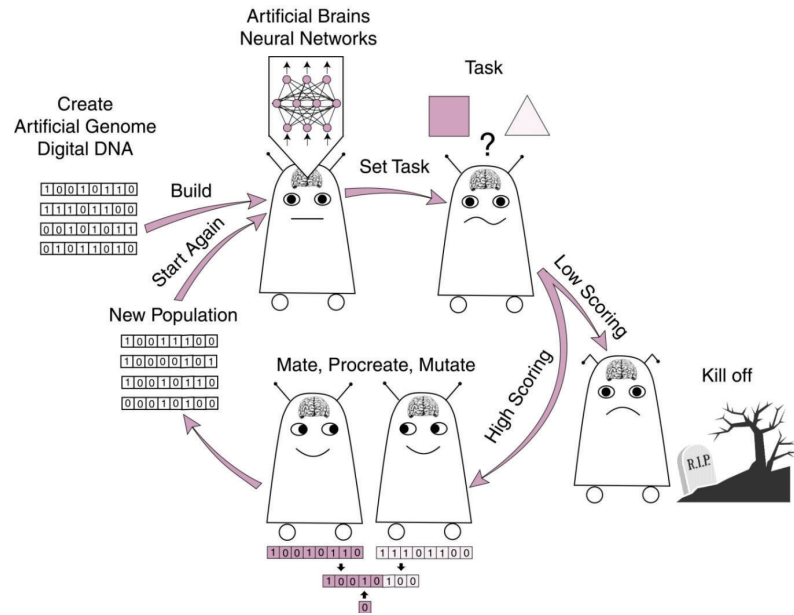 Artificial Brains
Neural Networks
Task
Create
Artificial Genome
Digital DNA
?
1 0 0 1 0 1 1 0
1 1 1 0 1 1 0 0
0 0 1 0 1 0 1 1
0 1 0 1 1 0 1 0
Build
Set Task
Start Again
Low Scoring
High Scoring
New Population
1 0 0 1 1 1 0 0
1 0 0 0 0 1 0 1
1 0 0 1 0 1 1 0
0 0 0 1 0 1 0 0
Mate, Procreate, Mutate
Kill off
R.I.P.
1 0 0 1 0 1 1 0
1 1 1 0 1 1 0 0
1 0 0 1 0 1 0 0
0